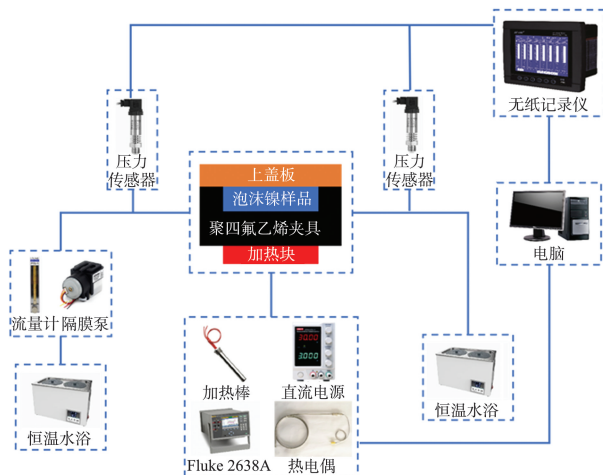 无纸记录仪
压力
传感器
压力
传感器
上盖板
泡沫镍样品
聚四氟乙烯夹具
加热块
电脑
流量计 隔膜泵
恒温水浴
加热棒
直流电源
恒温水浴
Fluke 2638A
热电偶